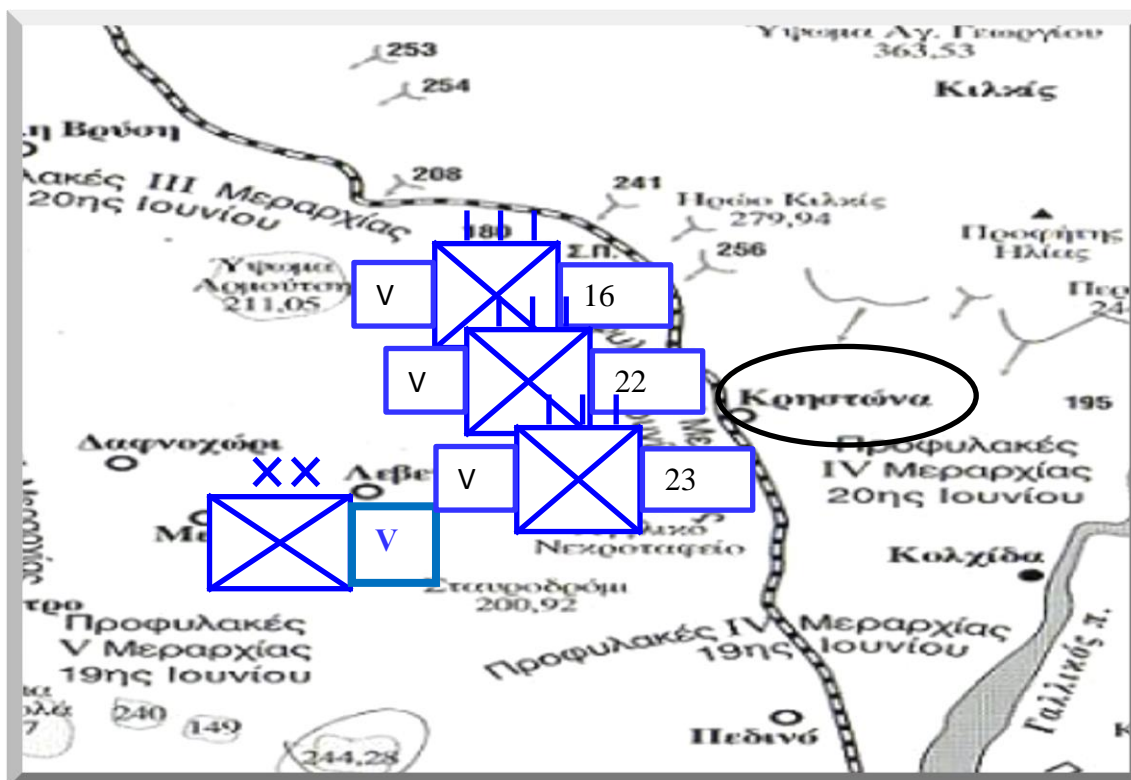 253
Ύψωμα Αγ. Γεωργίου
363,53
254
Κιλκίς
Βρύση
208
241
III Μεραρχίας
20ης Ιουνίου
Ηρώο Κιλκίς
279,94
180
Σ.Π.
256
Προφήτης
Ηλίας
Ύψωμα
Αρμούτση
211,05
V
16
V
22
Κρηστώνα
195
Δαφνοχώρι
V
23
Προφυλακές
IV Μεραρχίας
20ης Ιουνίου
V
Νεκροταφείο
Κολχίδα
Σταυροδρόμι
200,92
Προφυλακές
V Μεραρχίας
19ης Ιουνίου
Προφυλακές IV Μεραρχίας
19ης Ιουνίου
Γαλλικός π.
240
149
244,28
Πεδινό